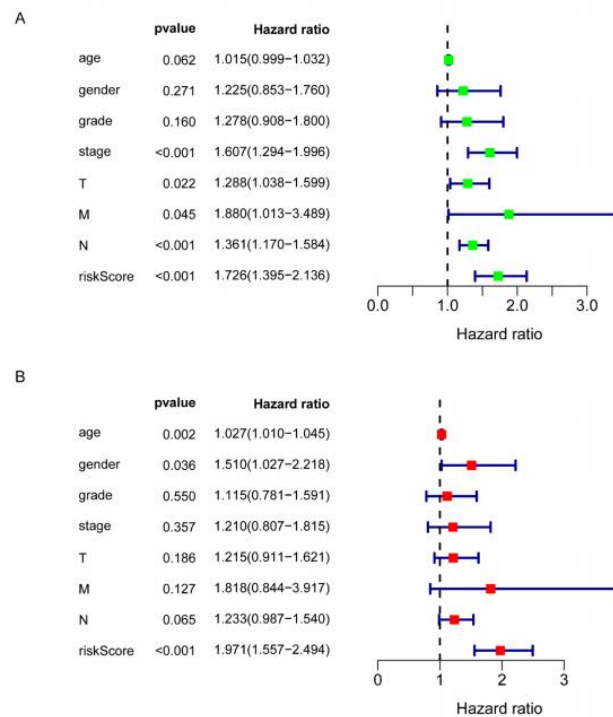 A
pvalue Hazard ratio
age 0.062 1.015(0.999−1.032)
gender 0.271 1.225(0.853−1.760)
grade 0.160 1.278(0.908−1.800)
stage <0.001 1.607(1.294−1.996)
T 0.022 1.288(1.038−1.599)
M 0.045 1.880(1.013−3.489)
N <0.001 1.361(1.170−1.584)
riskScore <0.001 1.726(1.395−2.136)
0.0 1.0 2.0 3.0
Hazard ratio
B
pvalue Hazard ratio
age 0.002 1.027(1.010−1.045)
gender 0.036 1.510(1.027−2.218)
grade 0.550 1.115(0.781−1.591)
stage 0.357 1.210(0.807−1.815)
T 0.186 1.215(0.911−1.621)
M 0.127 1.818(0.844−3.917)
N 0.065 1.233(0.987−1.540)
riskScore <0.001 1.971(1.557−2.494)
0 1 2 3
Hazard ratio